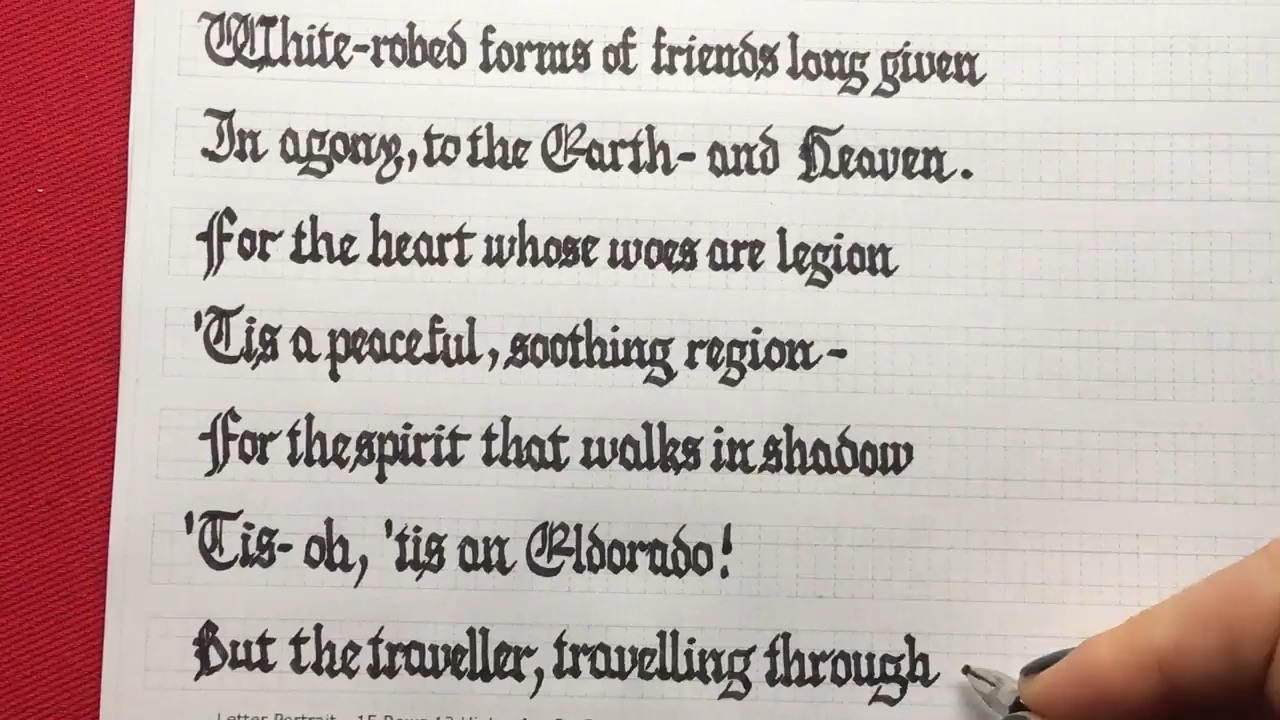 White-robed forms of friends long given
In agony, to the Earth- and Heaven.
For the heart whose woes are legion
'Tis a peaceful, soothing region -
For the spirit that walks in shadow
'Tis- oh, 'tis an Eldorado!
But the traveller, travelling through
Letter Portrait